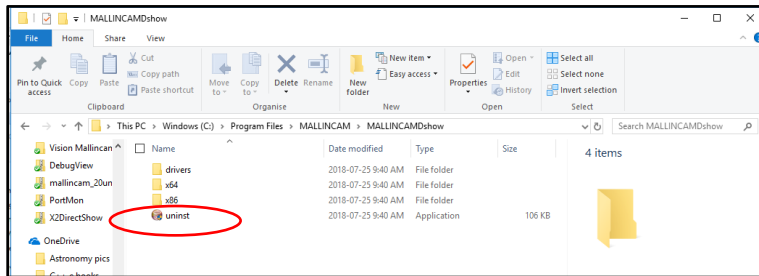 MALLINCAMDshow
File Home Share View
Pin to Quick access
Copy
Paste
Cut
Copy path
Paste shortcut
Clipboard
Move to
Copy to
Delete
Rename
Organise
New folder
New item
Easy access
New
Properties
Open
Edit
History
Open
Select all
Select none
Invert selection
Select
This PC > Windows (C:) > Program Files > MALLINCAM > MALLINCAMDshow
Search MALLINCAMDshow
Vision Mallincan
DebugView
mallincam_20un
PortMon
X2DirectShow
OneDrive
Astronomy pics
Name Date modified Type Size
drivers 2018-07-25 9:40 AM File folder
x64 2018-07-25 9:40 AM File folder
x86 2018-07-25 9:40 AM File folder
uninst 2018-07-25 9:40 AM Application 106 KB
4 items